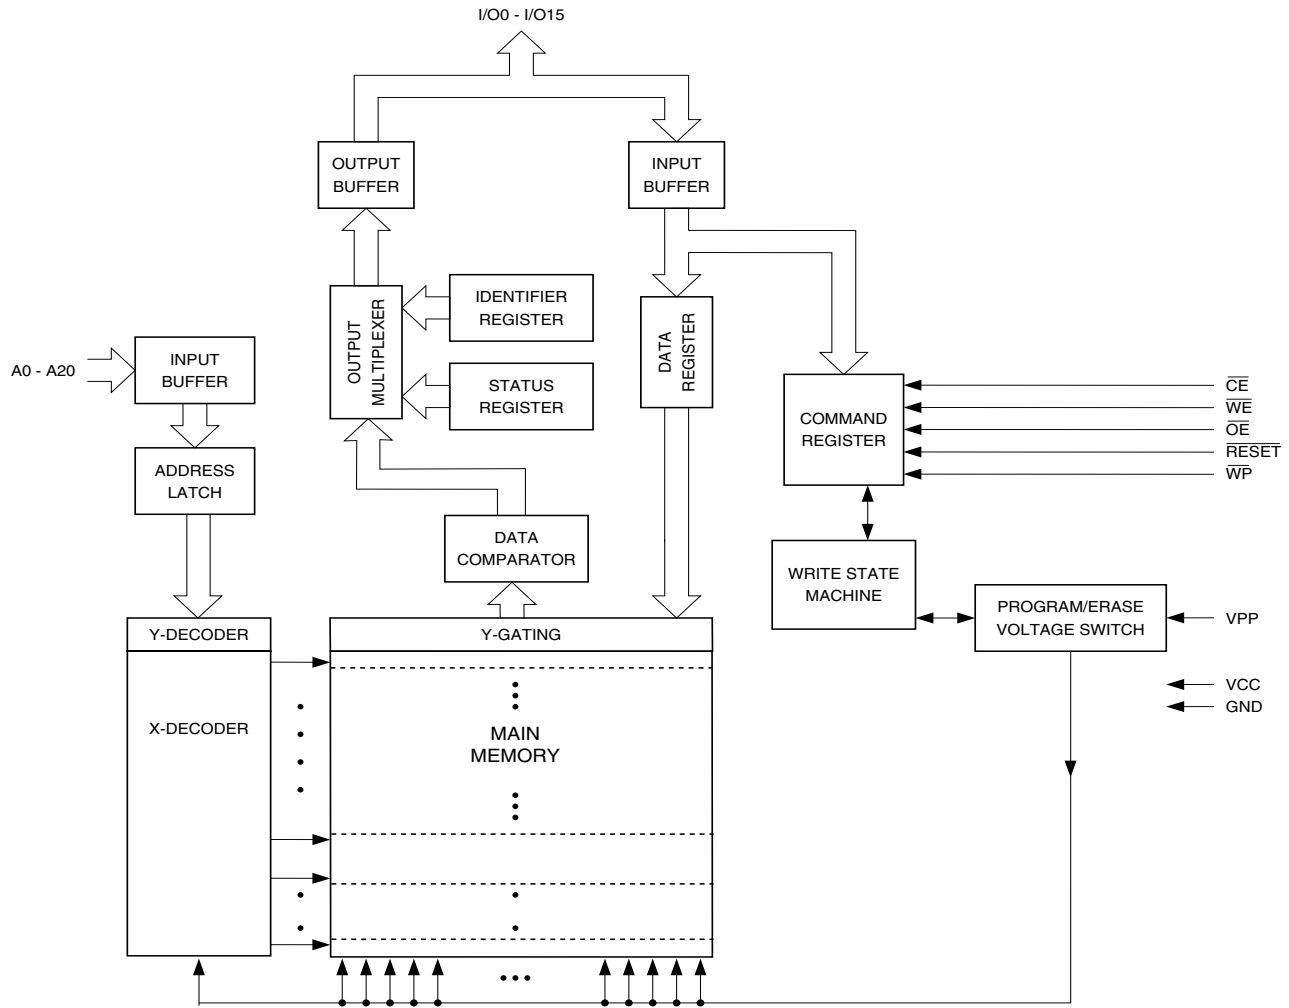 I/O0 - I/O15
OUTPUT
BUFFER
INPUT
BUFFER
OUTPUT
MULTIPLEXER
IDENTIFIER
REGISTER
STATUS
REGISTER
DATA
REGISTER
A0 - A20
INPUT
BUFFER
ADDRESS
LATCH
COMMAND
REGISTER
CE
WE
OE
RESET
WP
DATA
COMPARATOR
WRITE STATE
MACHINE
PROGRAM/ERASE
VOLTAGE SWITCH
VPP
VCC
GND
Y-DECODER
Y-GATING
X-DECODER
MAIN
MEMORY